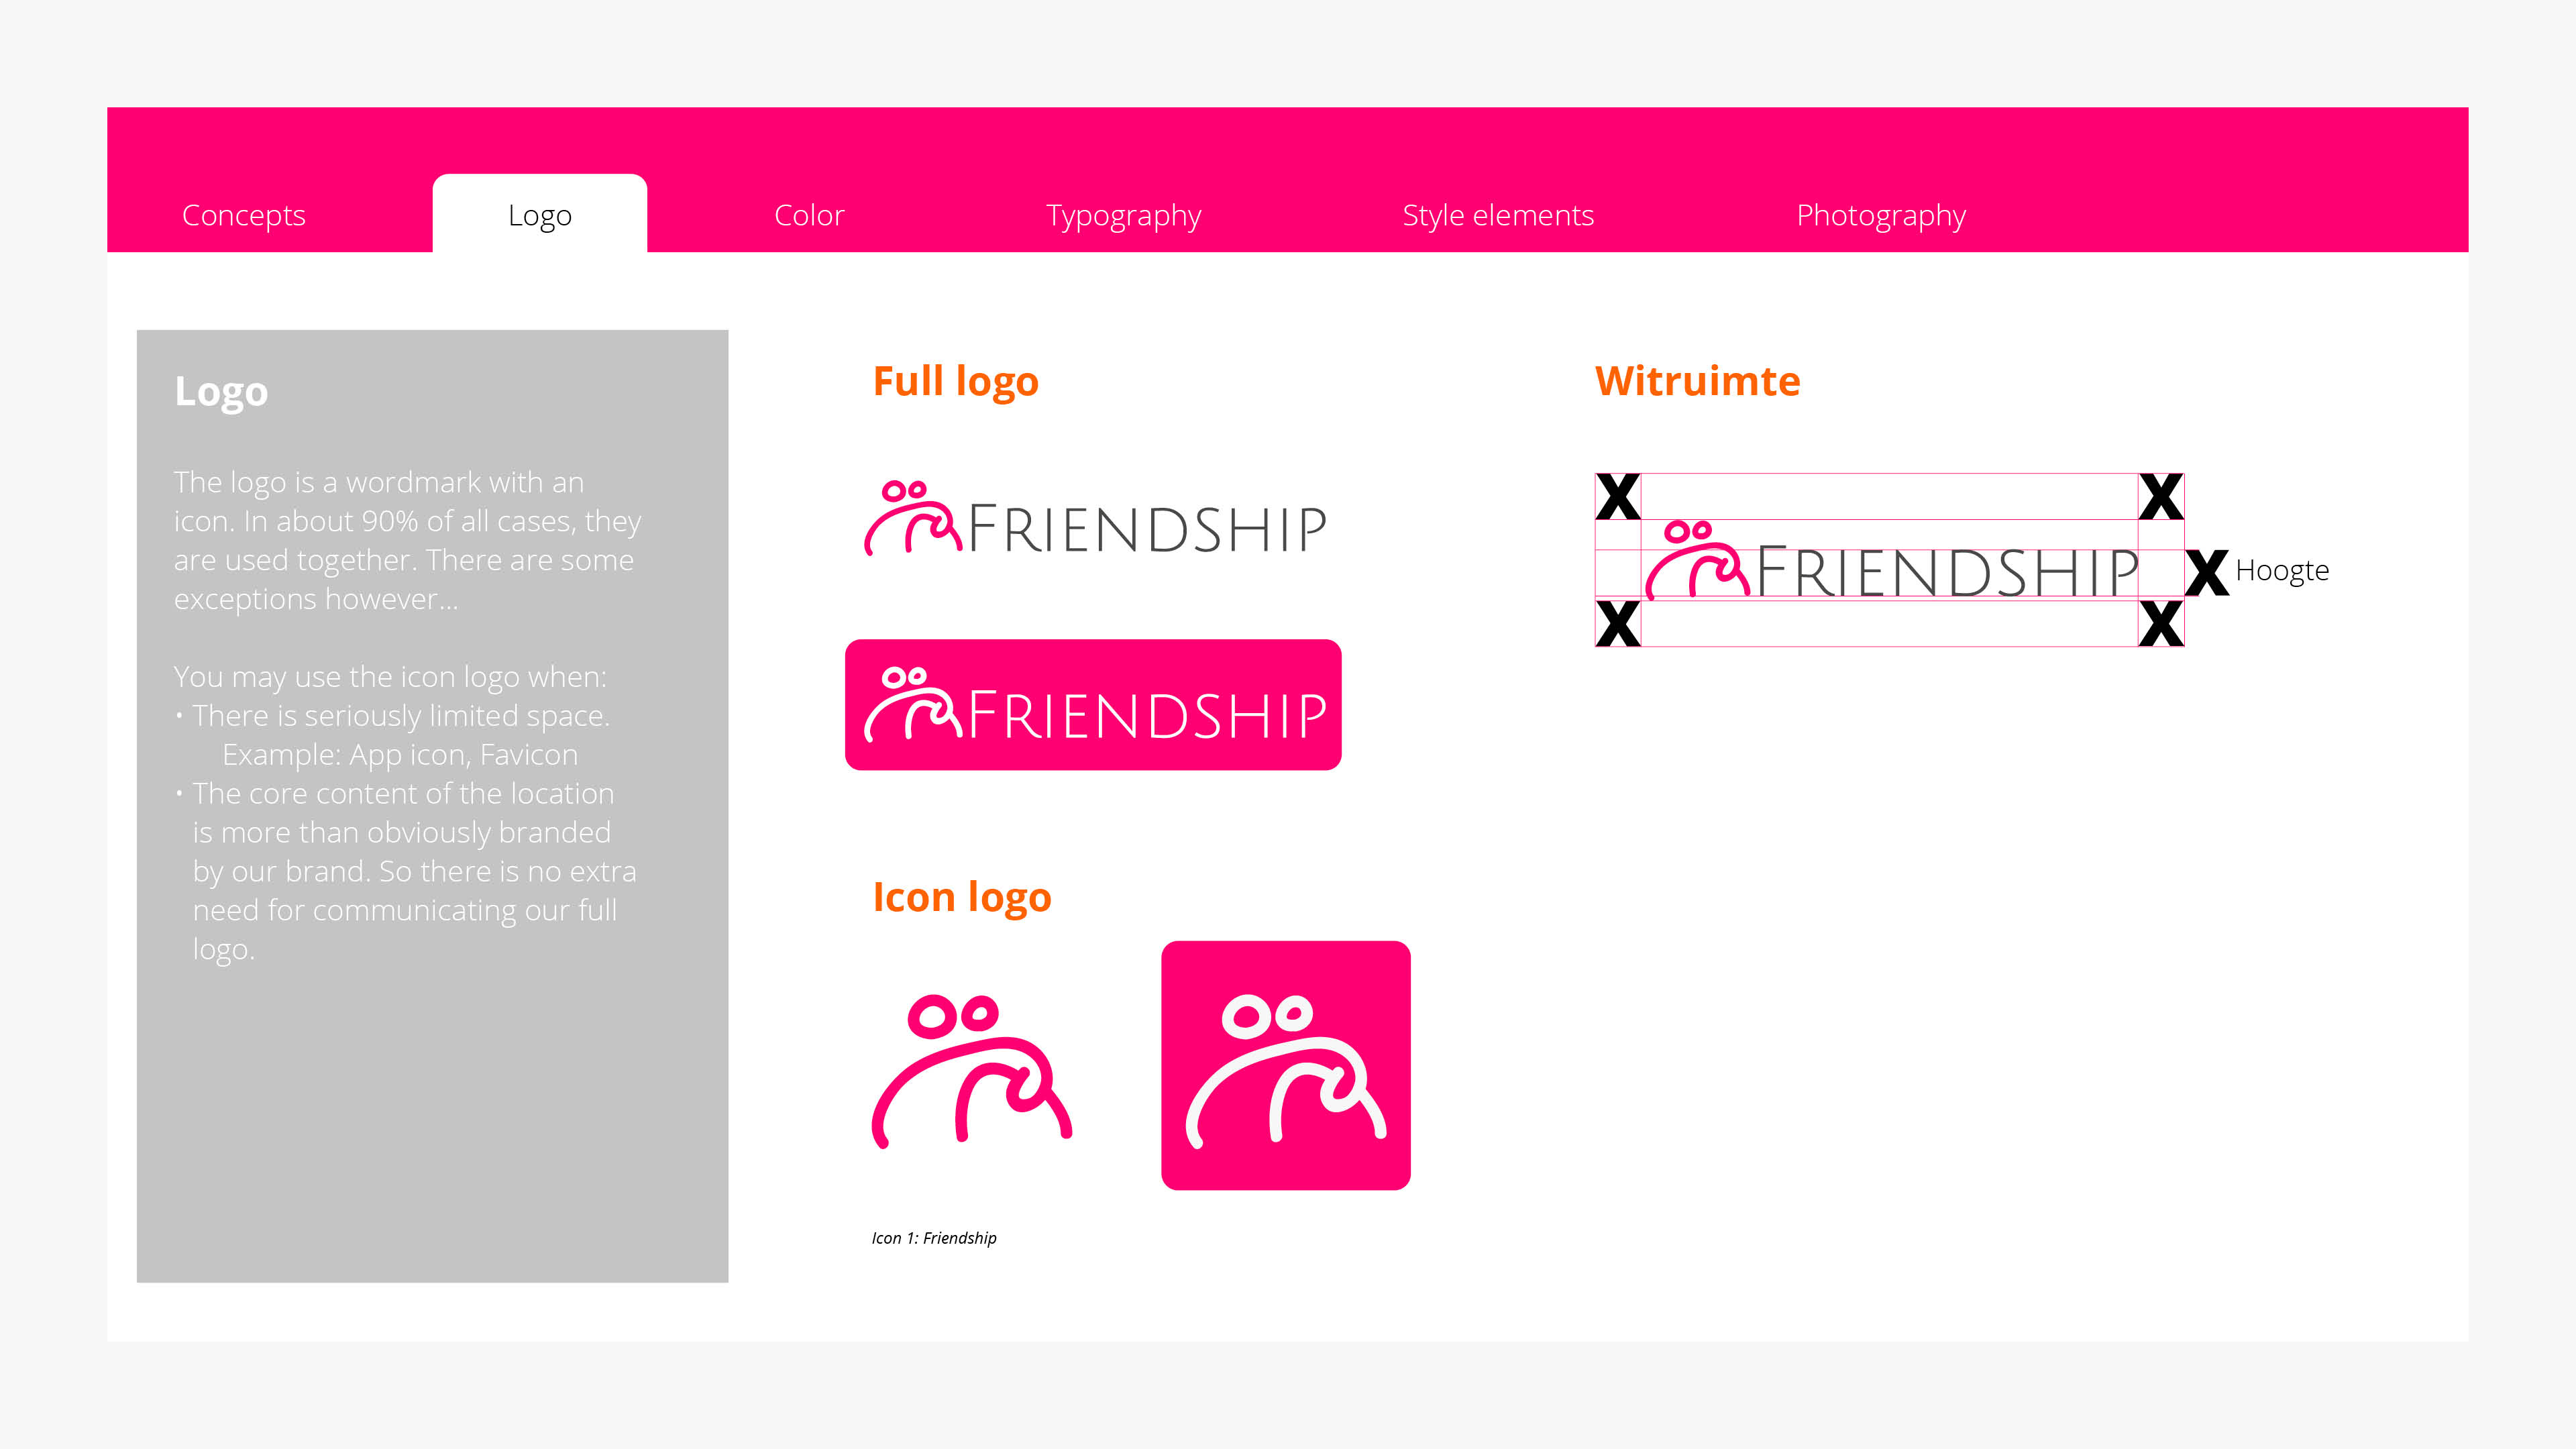 Concepts
Logo
Color
Typography
Style elements
Photography
Logo
The logo is a wordmark with an
icon. In about 90% of all cases, they
are used together. There are some
exceptions however...
You may use the icon logo when:
• There is seriously limited space.
Example: App icon, Favicon
• The core content of the location
is more than obviously branded
by our brand. So there is no extra
need for communicating our full
logo.
Full logo
FRIENDSHIP
FRIENDSHIP
Icon logo
Icon 1: Friendship
Witruimte
X X
FRIENDSHIP
X Hoogte
X X